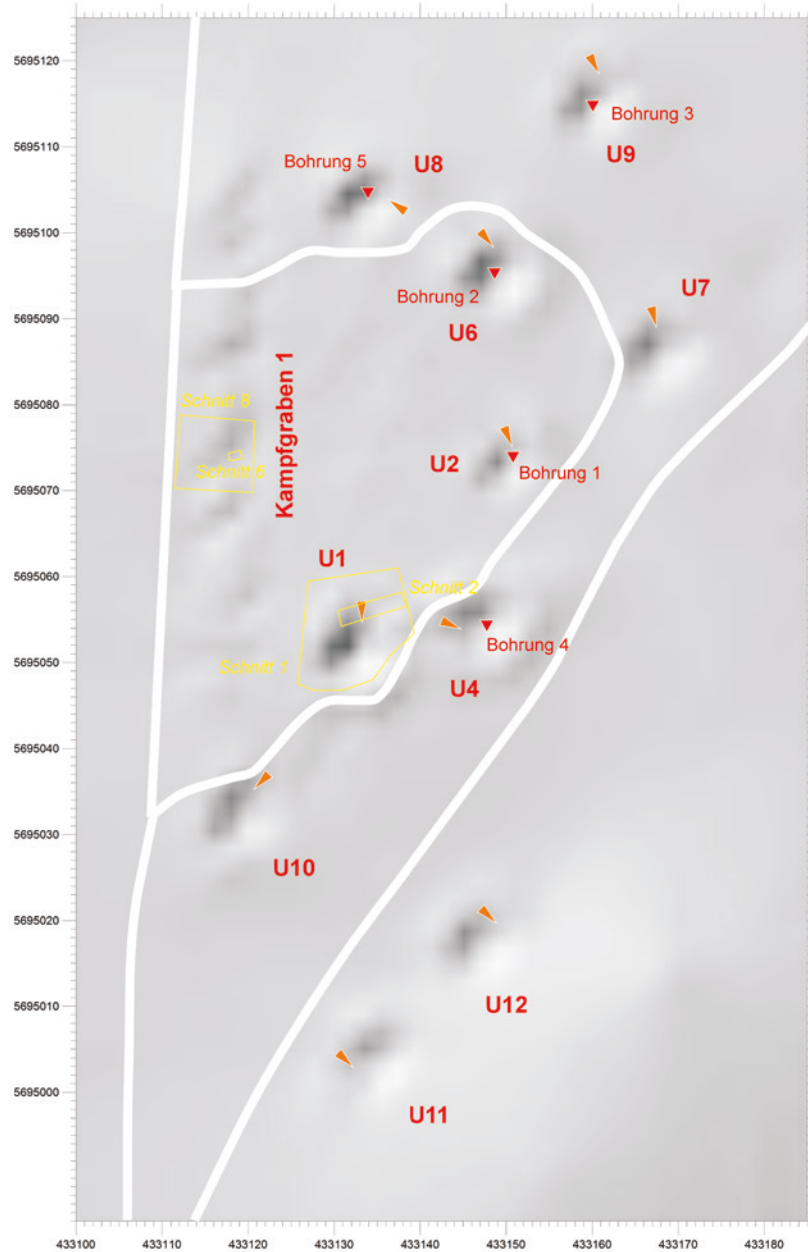 5695120
Bohrung 3
5695110
U9
Bohrung 5
U8
5695100
Bohrung 2
U6
U7
5695090
Kampfgraben 1
5695080
Schnitt 8
Schnitt 6
U2
Bohrung 1
5695070
U1
5695060
Schnitt 2
Schnitt 1
Bohrung 4
5695050
U4
5695040
5695030
U10
5695020
U12
5695010
5695000
U11
433100 433110 433120 433130 433140 433150 433160 433170 433180